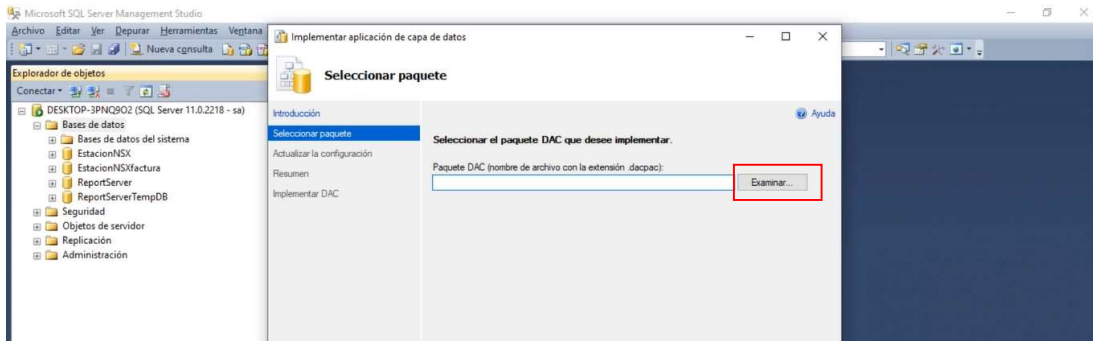 Microsoft SQL Server Management Studio
Archivo Editar Ver Depurar Herramientas Ventana
Nueva consulta
Explorador de objetos
Conectar
DESKTOP-3PNQ9O2 (SQL Server 11.0.2218 - sa)
Bases de datos
Bases de datos del sistema
EstacionNSX
EstacionNSXfactura
ReportServer
ReportServerTempDB
Seguridad
Objetos de servidor
Replicación
Administración
Implementar aplicación de capa de datos
Seleccionar paquete
Introducción
Seleccionar paquete
Actualizar la configuración
Resumen
Implementar DAC
Ayuda
Seleccionar el paquete DAC que desee implementar.
Paquete DAC (nombre de archivo con la extensión .dacpac):
Examinar...